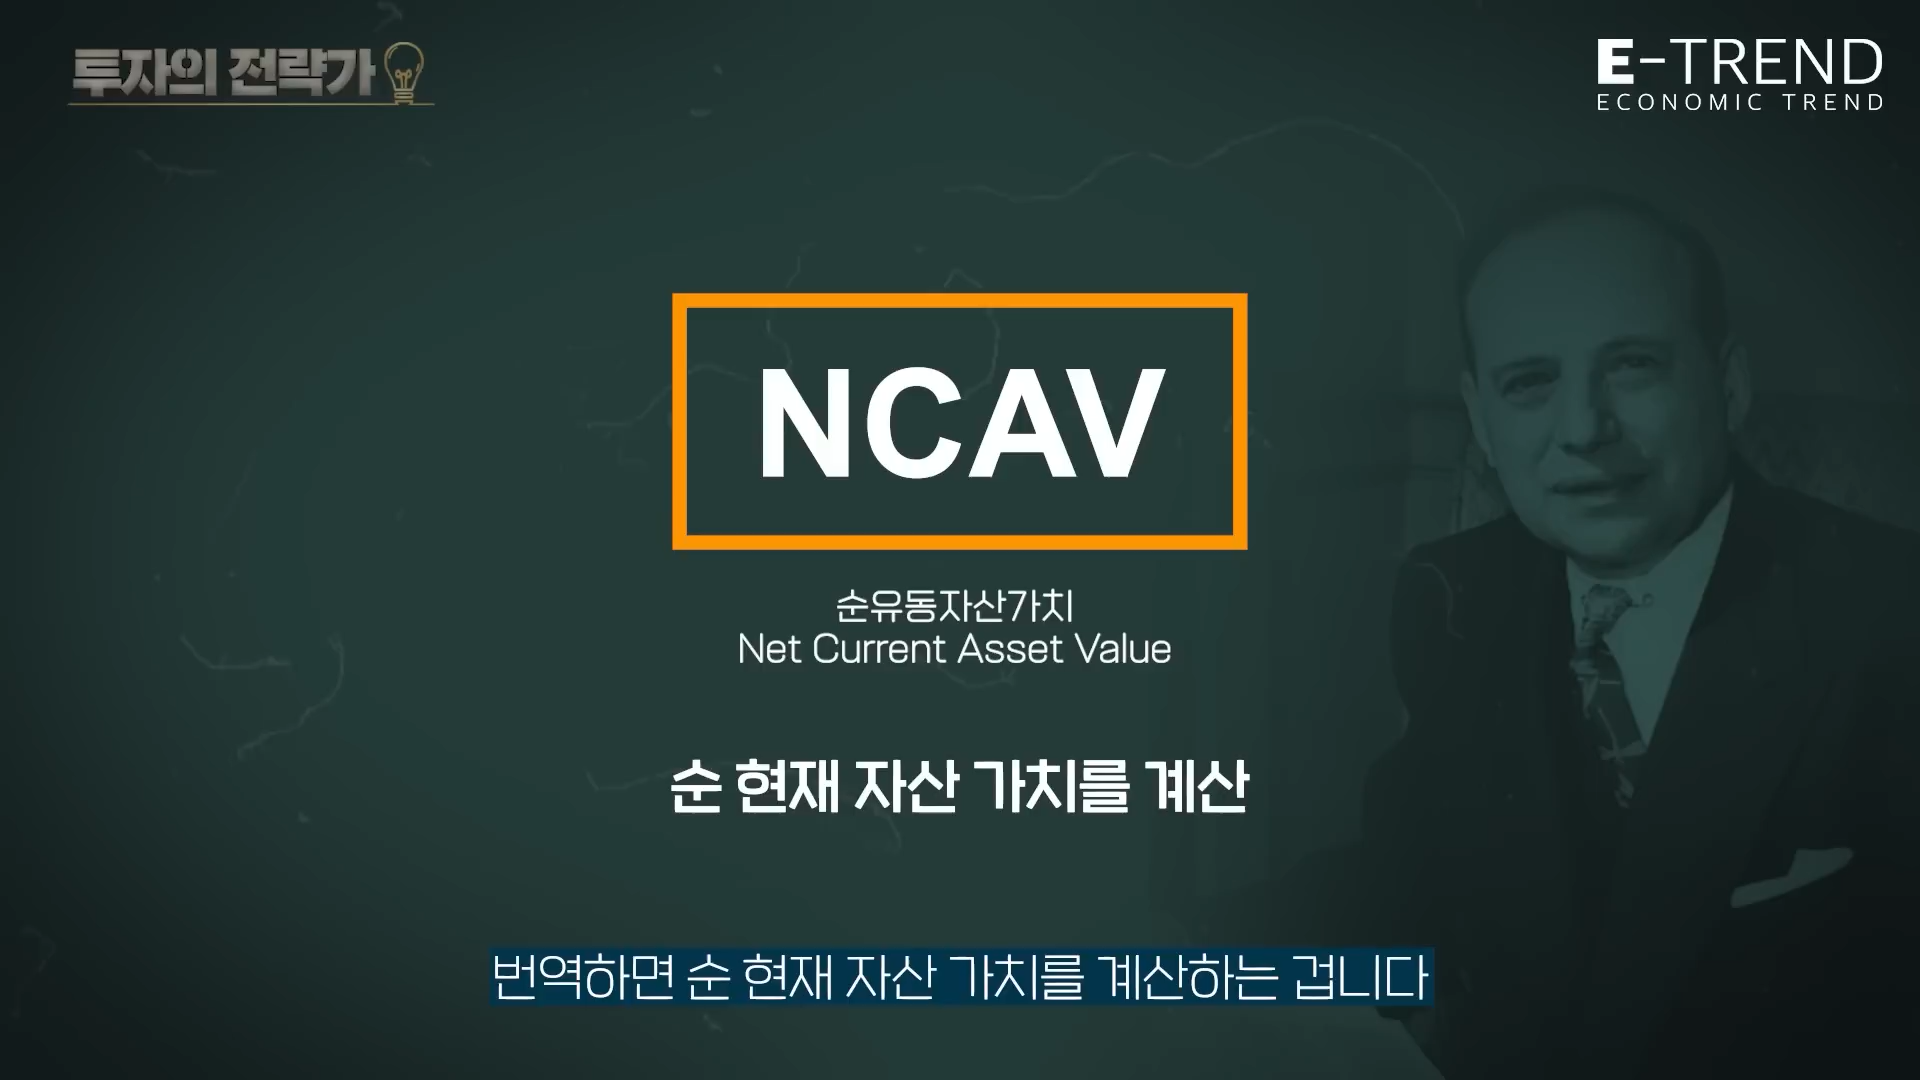 투자의 전략가
E-TREND
ECONOMIC TREND
NCAV
순유동자산가치
Net Current Asset Value
순 현재 자산 가치를 계산
번역하면 순 현재 자산 가치를 계산하는 겁니다